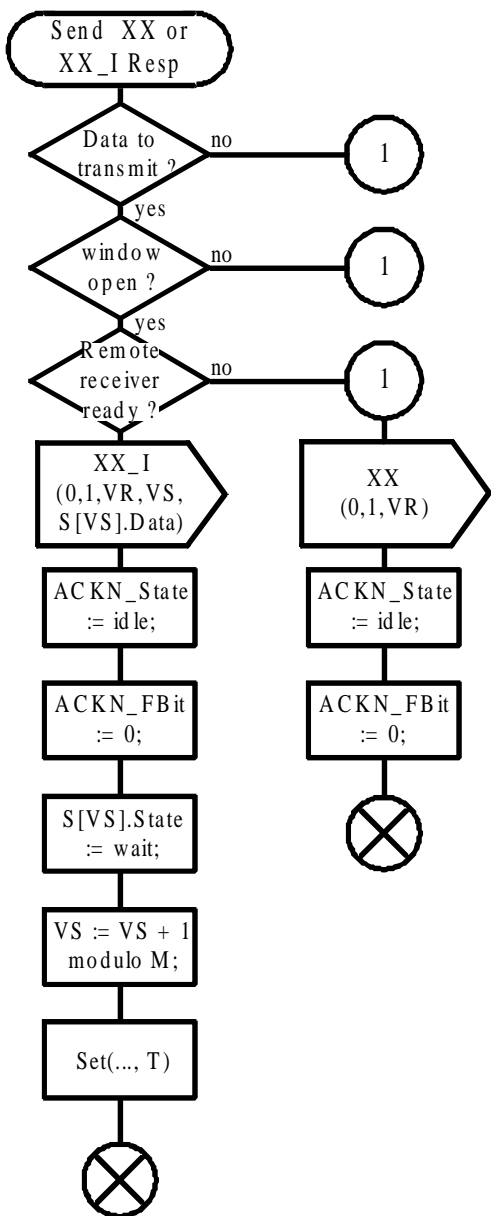 Send XX or
XX_I Resp
Data to
transmit ?
no
1
yes
window
open ?
no
1
yes
Remote
receiver
ready ?
no
1
XX_I
(0,1,VR,VS,
S[VS].Data)
XX
(0,1,VR)
ACKN_State
:= idle;
ACKN_State
:= idle;
ACKN_FBit
:= 0;
ACKN_FBit
:= 0;
S[VS].State
:= wait;
VS := VS + 1
modulo M;
Set(..., T)